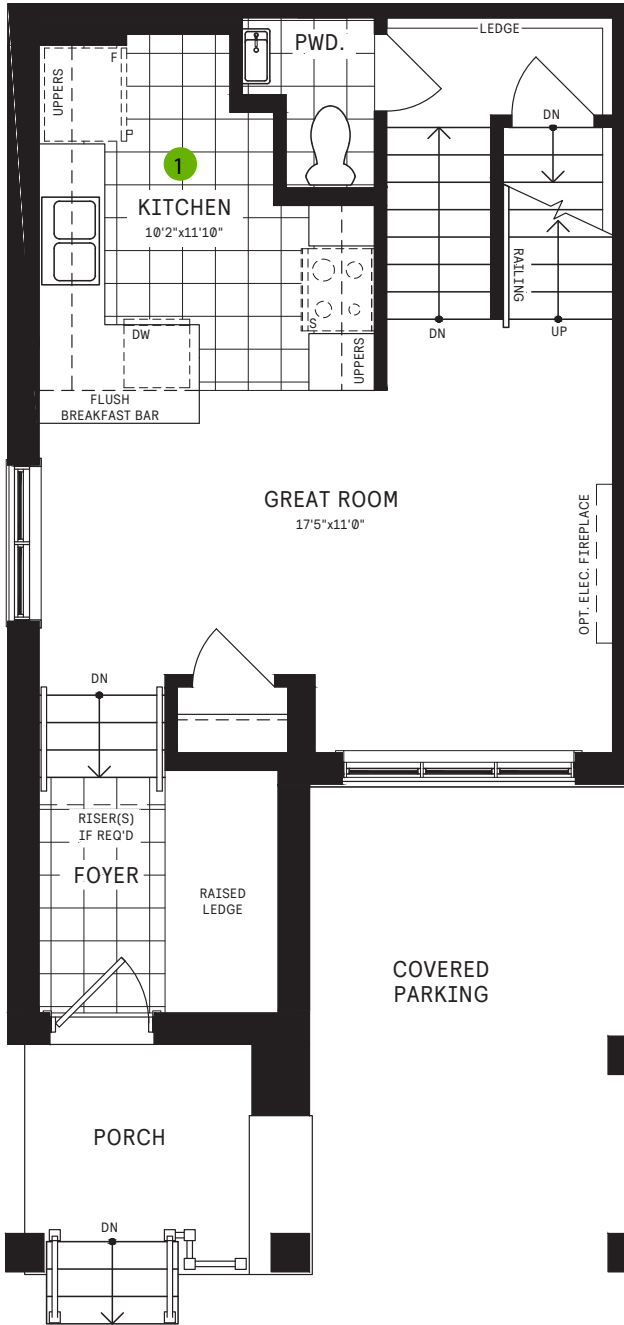 LEDGE
PWD.
F
UPPERS
P
DN
1
KITCHEN
10'2"x11'10"
RAILING
S
DW
DN
UP
UPPERS
FLUSH
BREAKFAST BAR
GREAT ROOM
17'5"x11'0"
OPT. ELEC. FIREPLACE
DN
RISER(S)
IF REQ'D
FOYER
RAISED
LEDGE
COVERED
PARKING
PORCH
DN